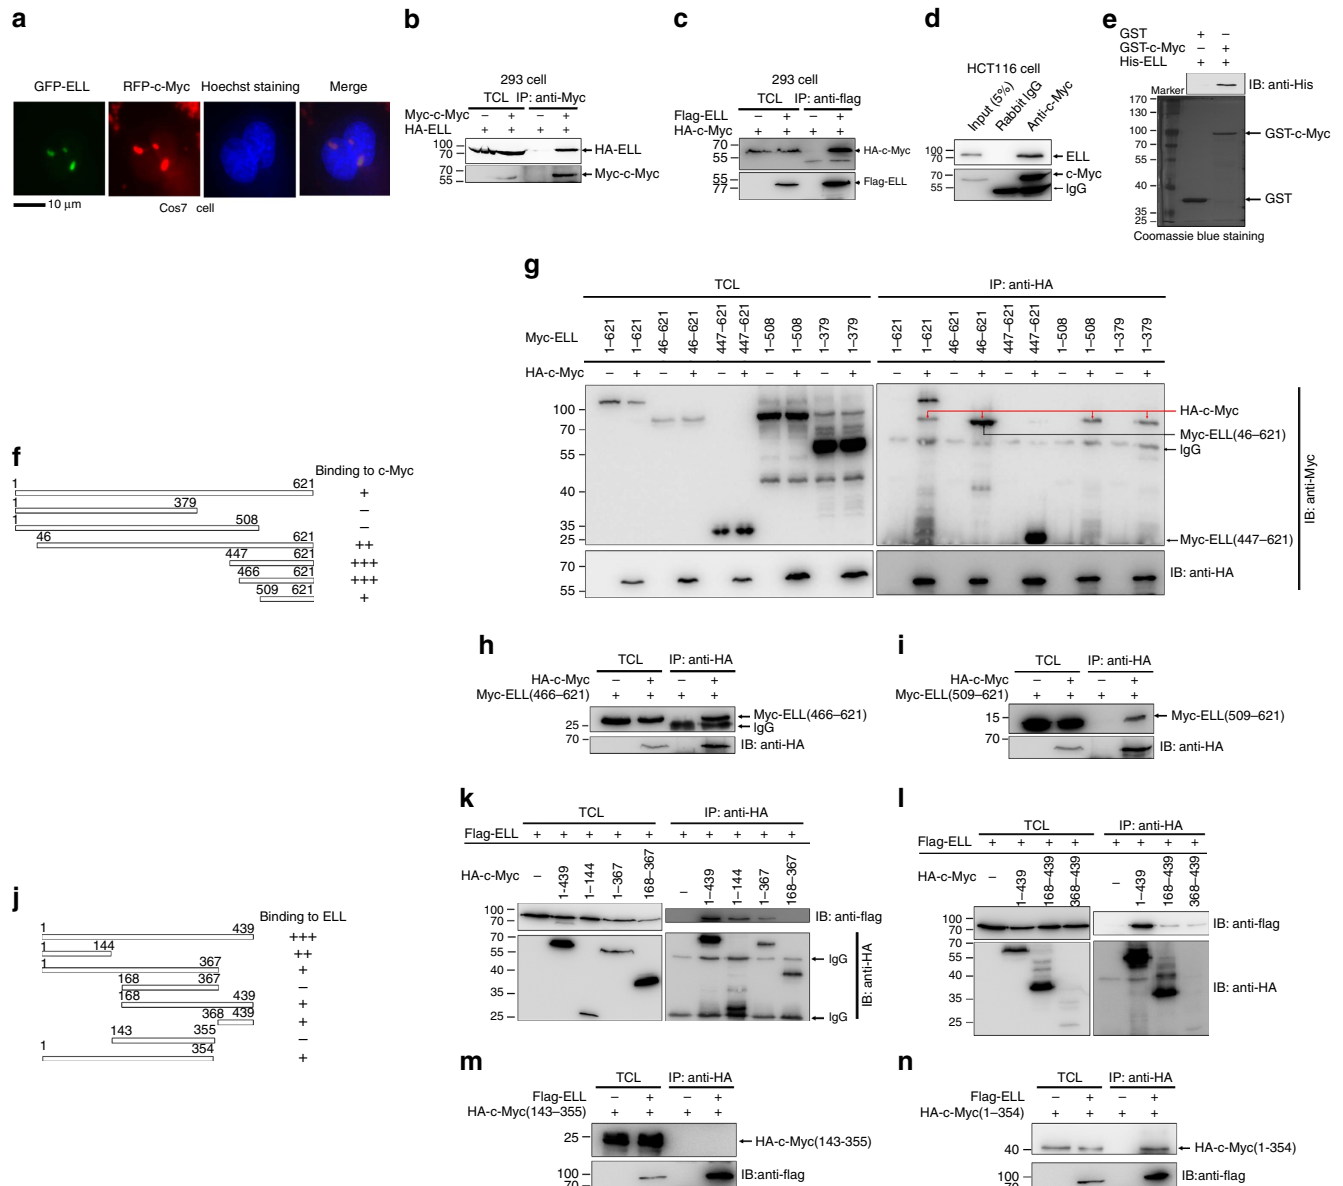 a
GFP-ELL RFP-c-Myc Hoechst staining Merge
10 μm
Cos7 cell
b
293 cell
TCL IP: anti-Myc
Myc-c-Myc – + – +
HA-ELL + + + +
100
70
HA-ELL
70
55
Myc-c-Myc
c
293 cell
TCL IP: anti-flag
Flag-ELL – + – +
HA-c-Myc + + + +
70
55
HA-c-Myc
55
77
Flag-ELL
d
HCT116 cell
Input (5%) Rabbit IgG Anti-c-Myc
100
70
ELL
70
55
c-Myc
IgG
e
GST + –
GST-c-Myc – +
His-ELL + +
IB: anti-His
Marker
170
130
100
70
55
40
35
25
GST-c-Myc
GST
Coomassie blue staining
f
Binding to c-Myc
1 621 +
1 379 –
1 508 –
46 621 ++
447 621 +++
466 621 +++
509 621 +
g
TCL IP: anti-HA
Myc-ELL 1–621 1–621 46–621 46–621 447–621 447–621 1–508 1–508 1–379 1–379 1–621 1–621 46–621 46–621 447–621 447–621 1–508 1–508 1–379 1–379
HA-c-Myc – + – + – + – + – + – + – + – + – + – +
100
70
55
40
35
25
HA-c-Myc
Myc-ELL(46–621)
IgG
Myc-ELL(447–621)
IB: anti-Myc
70
55
IB: anti-HA
h
TCL IP: anti-HA
HA-c-Myc – + – +
Myc-ELL(466–621) + + + +
25
Myc-ELL(466–621)
IgG
70
IB: anti-HA
i
TCL IP: anti-HA
HA-c-Myc – + – +
Myc-ELL(509–621) + + + +
15
Myc-ELL(509–621)
70
IB: anti-HA
j
Binding to ELL
1 439 +++
1 144 ++
1 367 +
168 367 –
168 439 +
368 439 +
143 355 –
1 354 +
k
TCL IP: anti-HA
Flag-ELL + + + + + + + + + +
HA-c-Myc – 1-439 1–144 1–367 168–367 – 1–439 1–144 1–367 168–367
100
70
IB: anti-flag
70
55
40
35
25
IgG
IgG
IB: anti-HA
l
TCL IP: anti-HA
Flag-ELL + + + + + + + +
HA-c-Myc – 1–439 168–439 368–439 – 1–439 168–439 368–439
100
70
IB: anti-flag
70
55
40
35
25
IB: anti-HA
m
TCL IP: anti-HA
Flag-ELL – + – +
HA-c-Myc(143–355) + + + +
25
HA-c-Myc(143-355)
100
70
IB:anti-flag
n
TCL IP: anti-HA
Flag-ELL – + – +
HA-c-Myc(1–354) + + + +
40
HA-c-Myc(1-354)
100
IB:anti-flag